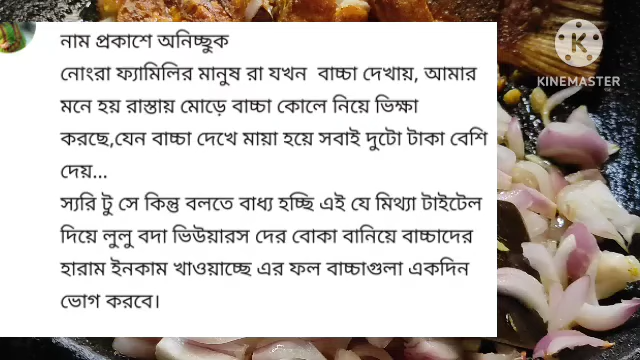 নাম প্রকাশে অনিচ্ছুক
নোংরা ফ্যামিলির মানুষ রা যখন বাচ্চা দেখায়, আমার
মনে হয় রাস্তায় মোড়ে বাচ্চা কোলে নিয়ে ভিক্ষা
করছে,যেন বাচ্চা দেখে মায়া হয়ে সবাই দুটো টাকা বেশি
দেয়...
স্যরি টু সে কিন্তু বলতে বাধ্য হচ্ছি এই যে মিথ্যা টাইটেল
দিয়ে লুলু বদা ভিউয়ারস দের বোকা বানিয়ে বাচ্চাদের
হারাম ইনকাম খাওয়াচ্ছে এর ফল বাচ্চাগুলা একদিন
ভোগ করবে।
KINEMASTER